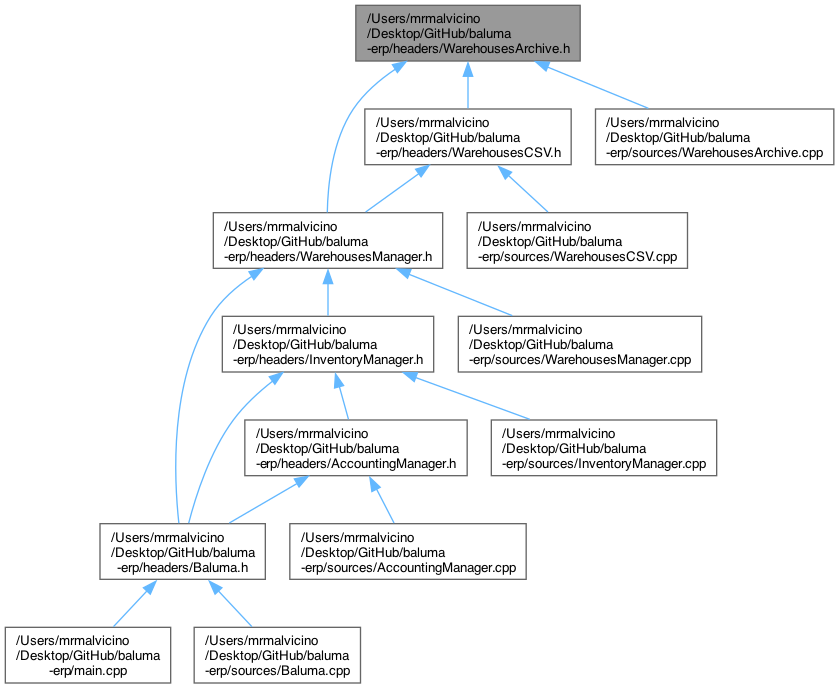 /Users/mrmalvicino
/Desktop/GitHub/baluma
-erp/headers/WarehousesArchive.h
/Users/mrmalvicino
/Desktop/GitHub/baluma
-erp/headers/WarehousesCSV.h
/Users/mrmalvicino
/Desktop/GitHub/baluma
-erp/sources/WarehousesArchive.cpp
/Users/mrmalvicino
/Desktop/GitHub/baluma
-erp/headers/WarehousesManager.h
/Users/mrmalvicino
/Desktop/GitHub/baluma
-erp/sources/WarehousesCSV.cpp
/Users/mrmalvicino
/Desktop/GitHub/baluma
-erp/headers/InventoryManager.h
/Users/mrmalvicino
/Desktop/GitHub/baluma
-erp/sources/WarehousesManager.cpp
/Users/mrmalvicino
/Desktop/GitHub/baluma
-erp/headers/AccountingManager.h
/Users/mrmalvicino
/Desktop/GitHub/baluma
-erp/sources/InventoryManager.cpp
/Users/mrmalvicino
/Desktop/GitHub/baluma
-erp/headers/Baluma.h
/Users/mrmalvicino
/Desktop/GitHub/baluma
-erp/sources/AccountingManager.cpp
/Users/mrmalvicino
/Desktop/GitHub/baluma
-erp/main.cpp
/Users/mrmalvicino
/Desktop/GitHub/baluma
-erp/sources/Baluma.cpp